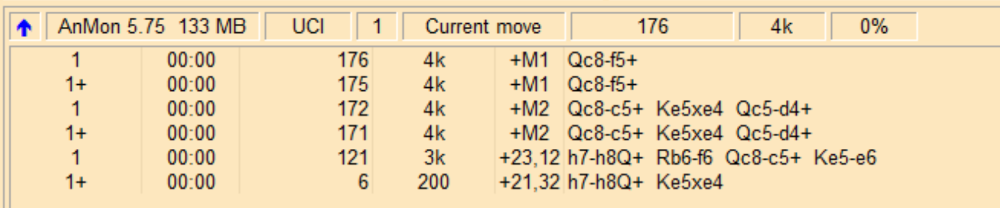 AnMon 5.75 133 MB UCI 1 Current move 176 4k 0%
1 00:00 176 4k +M1 Qc8-f5+
1+ 00:00 175 4k +M1 Qc8-f5+
1 00:00 172 4k +M2 Qc8-c5+ Ke5xe4 Qc5-d4+
1+ 00:00 171 4k +M2 Qc8-c5+ Ke5xe4 Qc5-d4+
1 00:00 121 3k +23,12 h7-h8Q+ Rb6-f6 Qc8-c5+ Ke5-e6
1+ 00:00 6 200 +21,32 h7-h8Q+ Ke5xe4